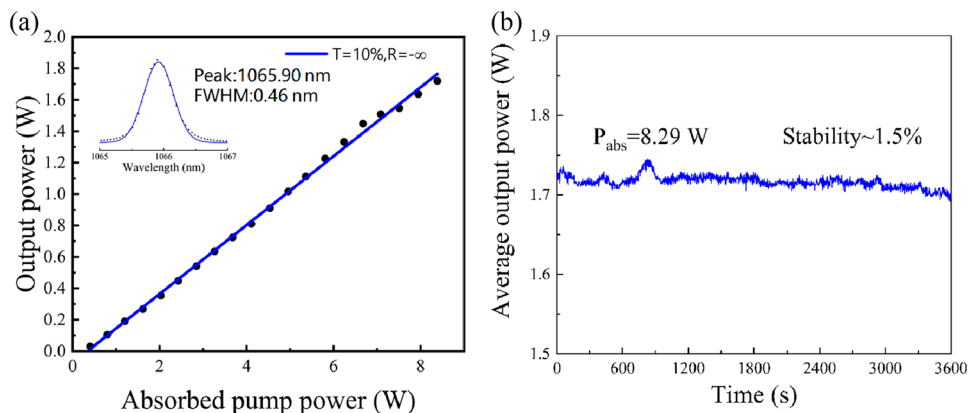 (a)
2.0
1.8
1.6
1.4
1.2
1.0
0.8
0.6
0.4
0.2
0.0
Output power (W)
T=10%,R=-∞
Peak:1065.90 nm
FWHM:0.46 nm
1065 1066 1067
Wavelength (nm)
0 2 4 6 8
Absorbed pump power (W)
(b)
1.9
1.8
1.7
1.6
1.5
Average output power (W)
Pabs=8.29 W Stability~1.5%
0 600 1200 1800 2400 3000 3600
Time (s)